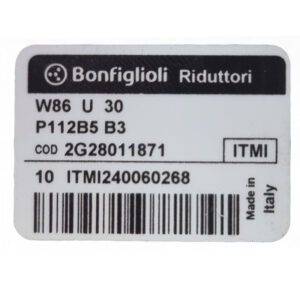 Bonfiglioli Riduttori
W86 U 30
P112B5 B3
COD 2G28011871 ITMI
10 ITMI240060268
Made in
Italy